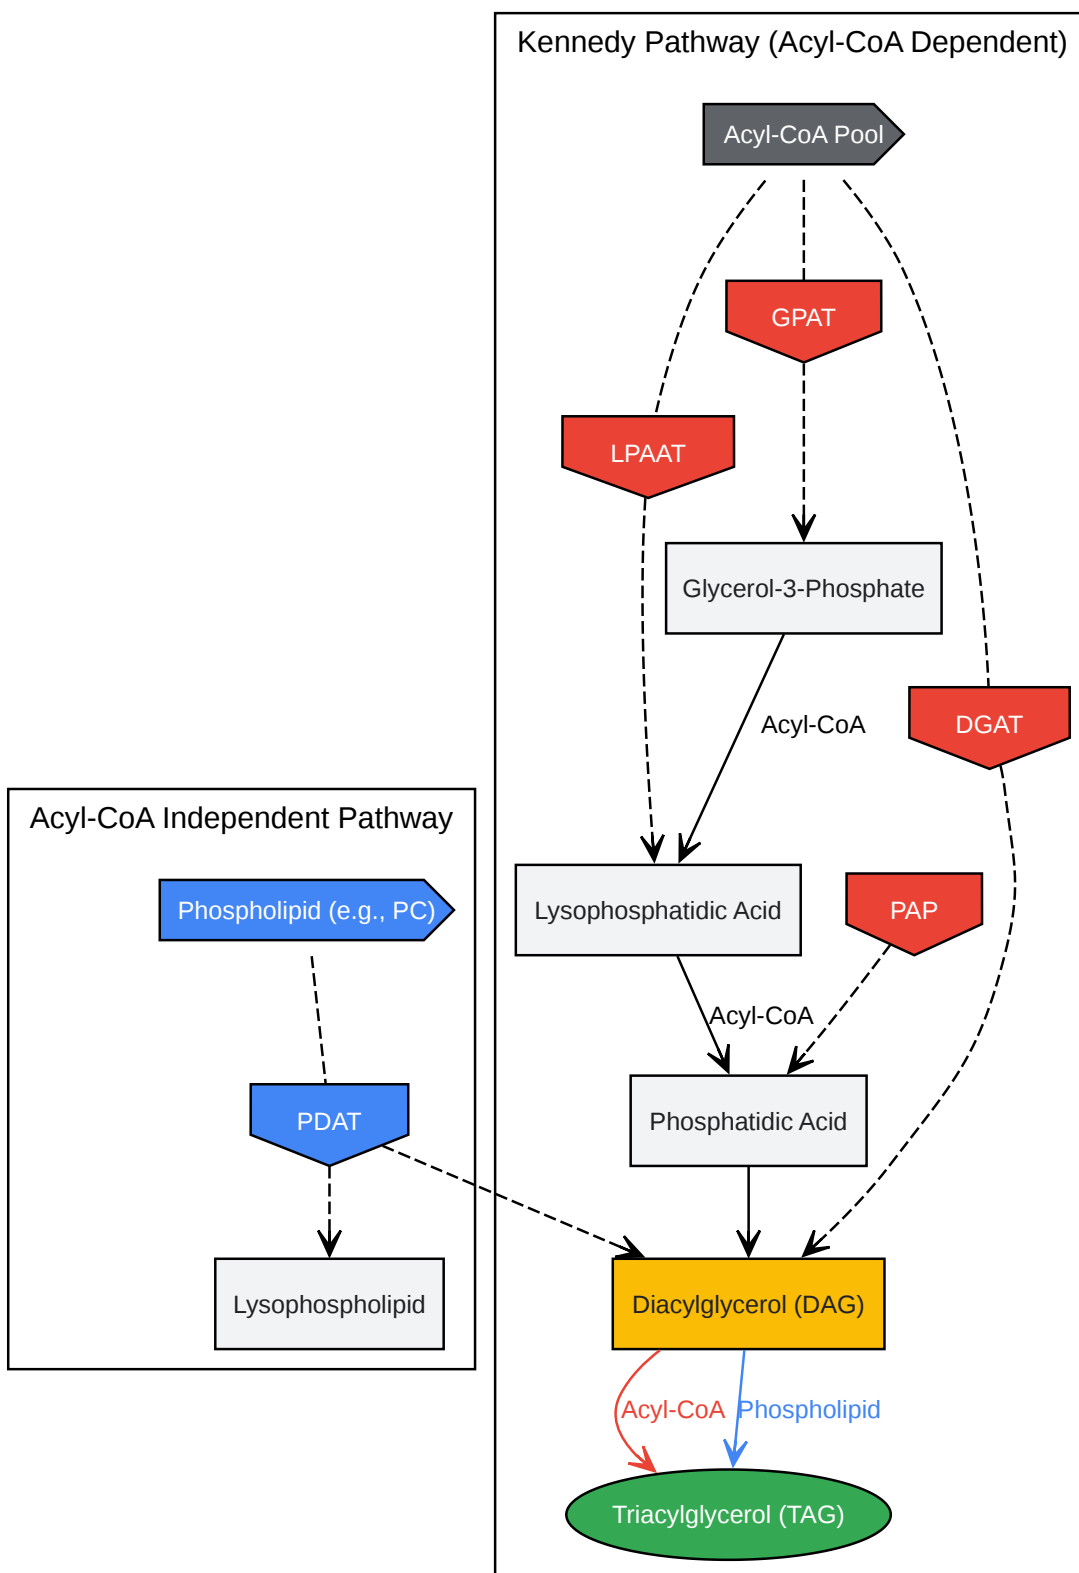 Kennedy Pathway (Acyl-CoA Dependent)
Acyl-CoA Pool
GPAT
LPAAT
Glycerol-3-Phosphate
DGAT
Acyl-CoA
Acyl-CoA Independent Pathway
Phospholipid (e.g., PC)
Lysophosphatidic Acid
PAP
Acyl-CoA
PDAT
Phosphatidic Acid
Lysophospholipid
Diacylglycerol (DAG)
Acyl-CoA
Phospholipid
Triacylglycerol (TAG)